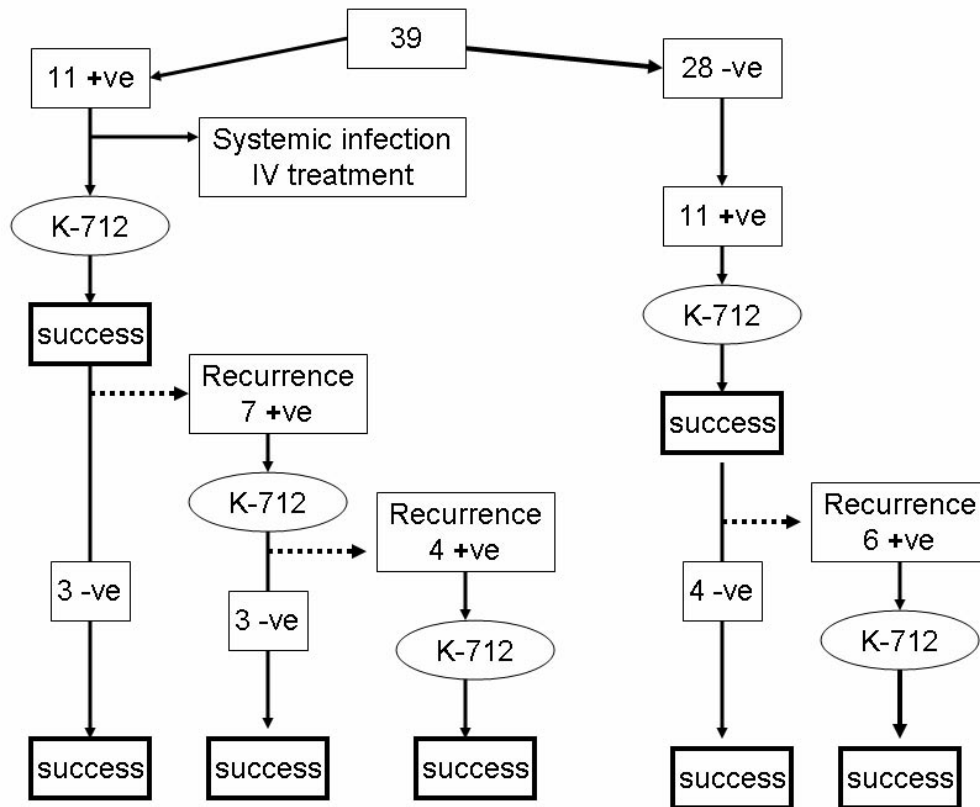 39
11 +ve
28 -ve
Systemic infection
IV treatment
11 +ve
K-712
K-712
success
Recurrence
7 +ve
success
K-712
Recurrence
4 +ve
Recurrence
6 +ve
3 -ve
3 -ve
4 -ve
K-712
K-712
success
success
success
success
success